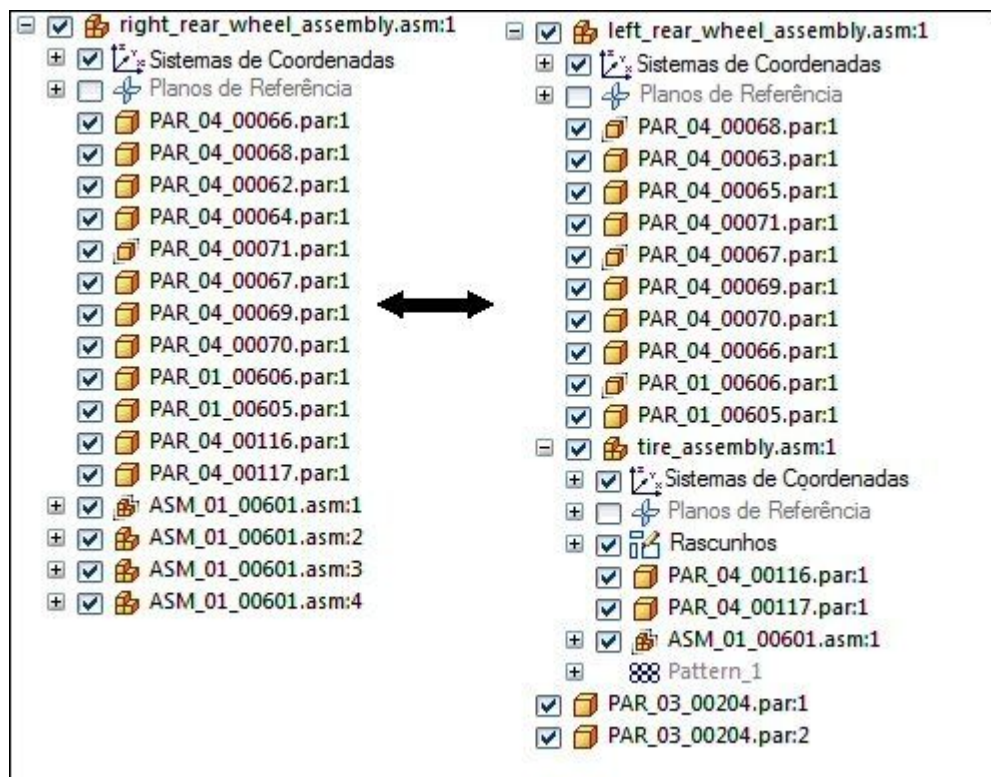 right_rear_wheel_assembly.asm:1
Sistemas de Coordenadas
Planos de Referência
PAR_04_00066.par:1
PAR_04_00068.par:1
PAR_04_00062.par:1
PAR_04_00064.par:1
PAR_04_00071.par:1
PAR_04_00067.par:1
PAR_04_00069.par:1
PAR_04_00070.par:1
PAR_01_00606.par:1
PAR_01_00605.par:1
PAR_04_00116.par:1
PAR_04_00117.par:1
ASM_01_00601.asm:1
ASM_01_00601.asm:2
ASM_01_00601.asm:3
ASM_01_00601.asm:4
left_rear_wheel_assembly.asm:1
Sistemas de Coordenadas
Planos de Referência
PAR_04_00068.par:1
PAR_04_00063.par:1
PAR_04_00065.par:1
PAR_04_00071.par:1
PAR_04_00067.par:1
PAR_04_00069.par:1
PAR_04_00070.par:1
PAR_04_00066.par:1
PAR_01_00606.par:1
PAR_01_00605.par:1
tire_assembly.asm:1
Sistemas de Coordenadas
Planos de Referência
Rascunhos
PAR_04_00116.par:1
PAR_04_00117.par:1
ASM_01_00601.asm:1
Pattern_1
PAR_03_00204.par:1
PAR_03_00204.par:2